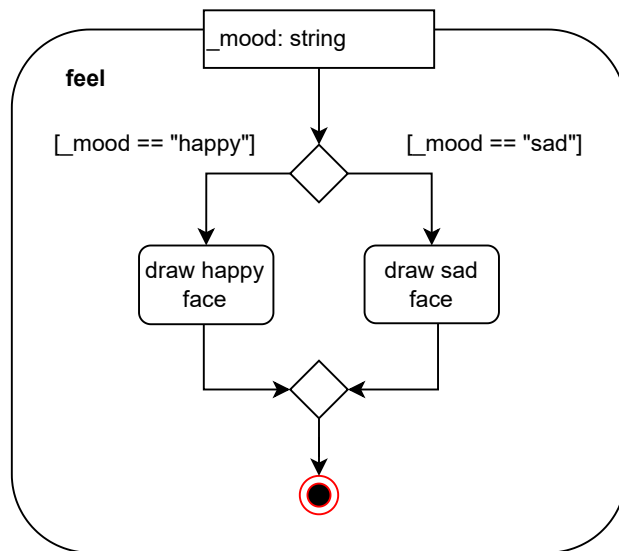 _mood: string
feel
[_mood == "happy"]
[_mood == "sad"]
draw happy
face
draw sad
face